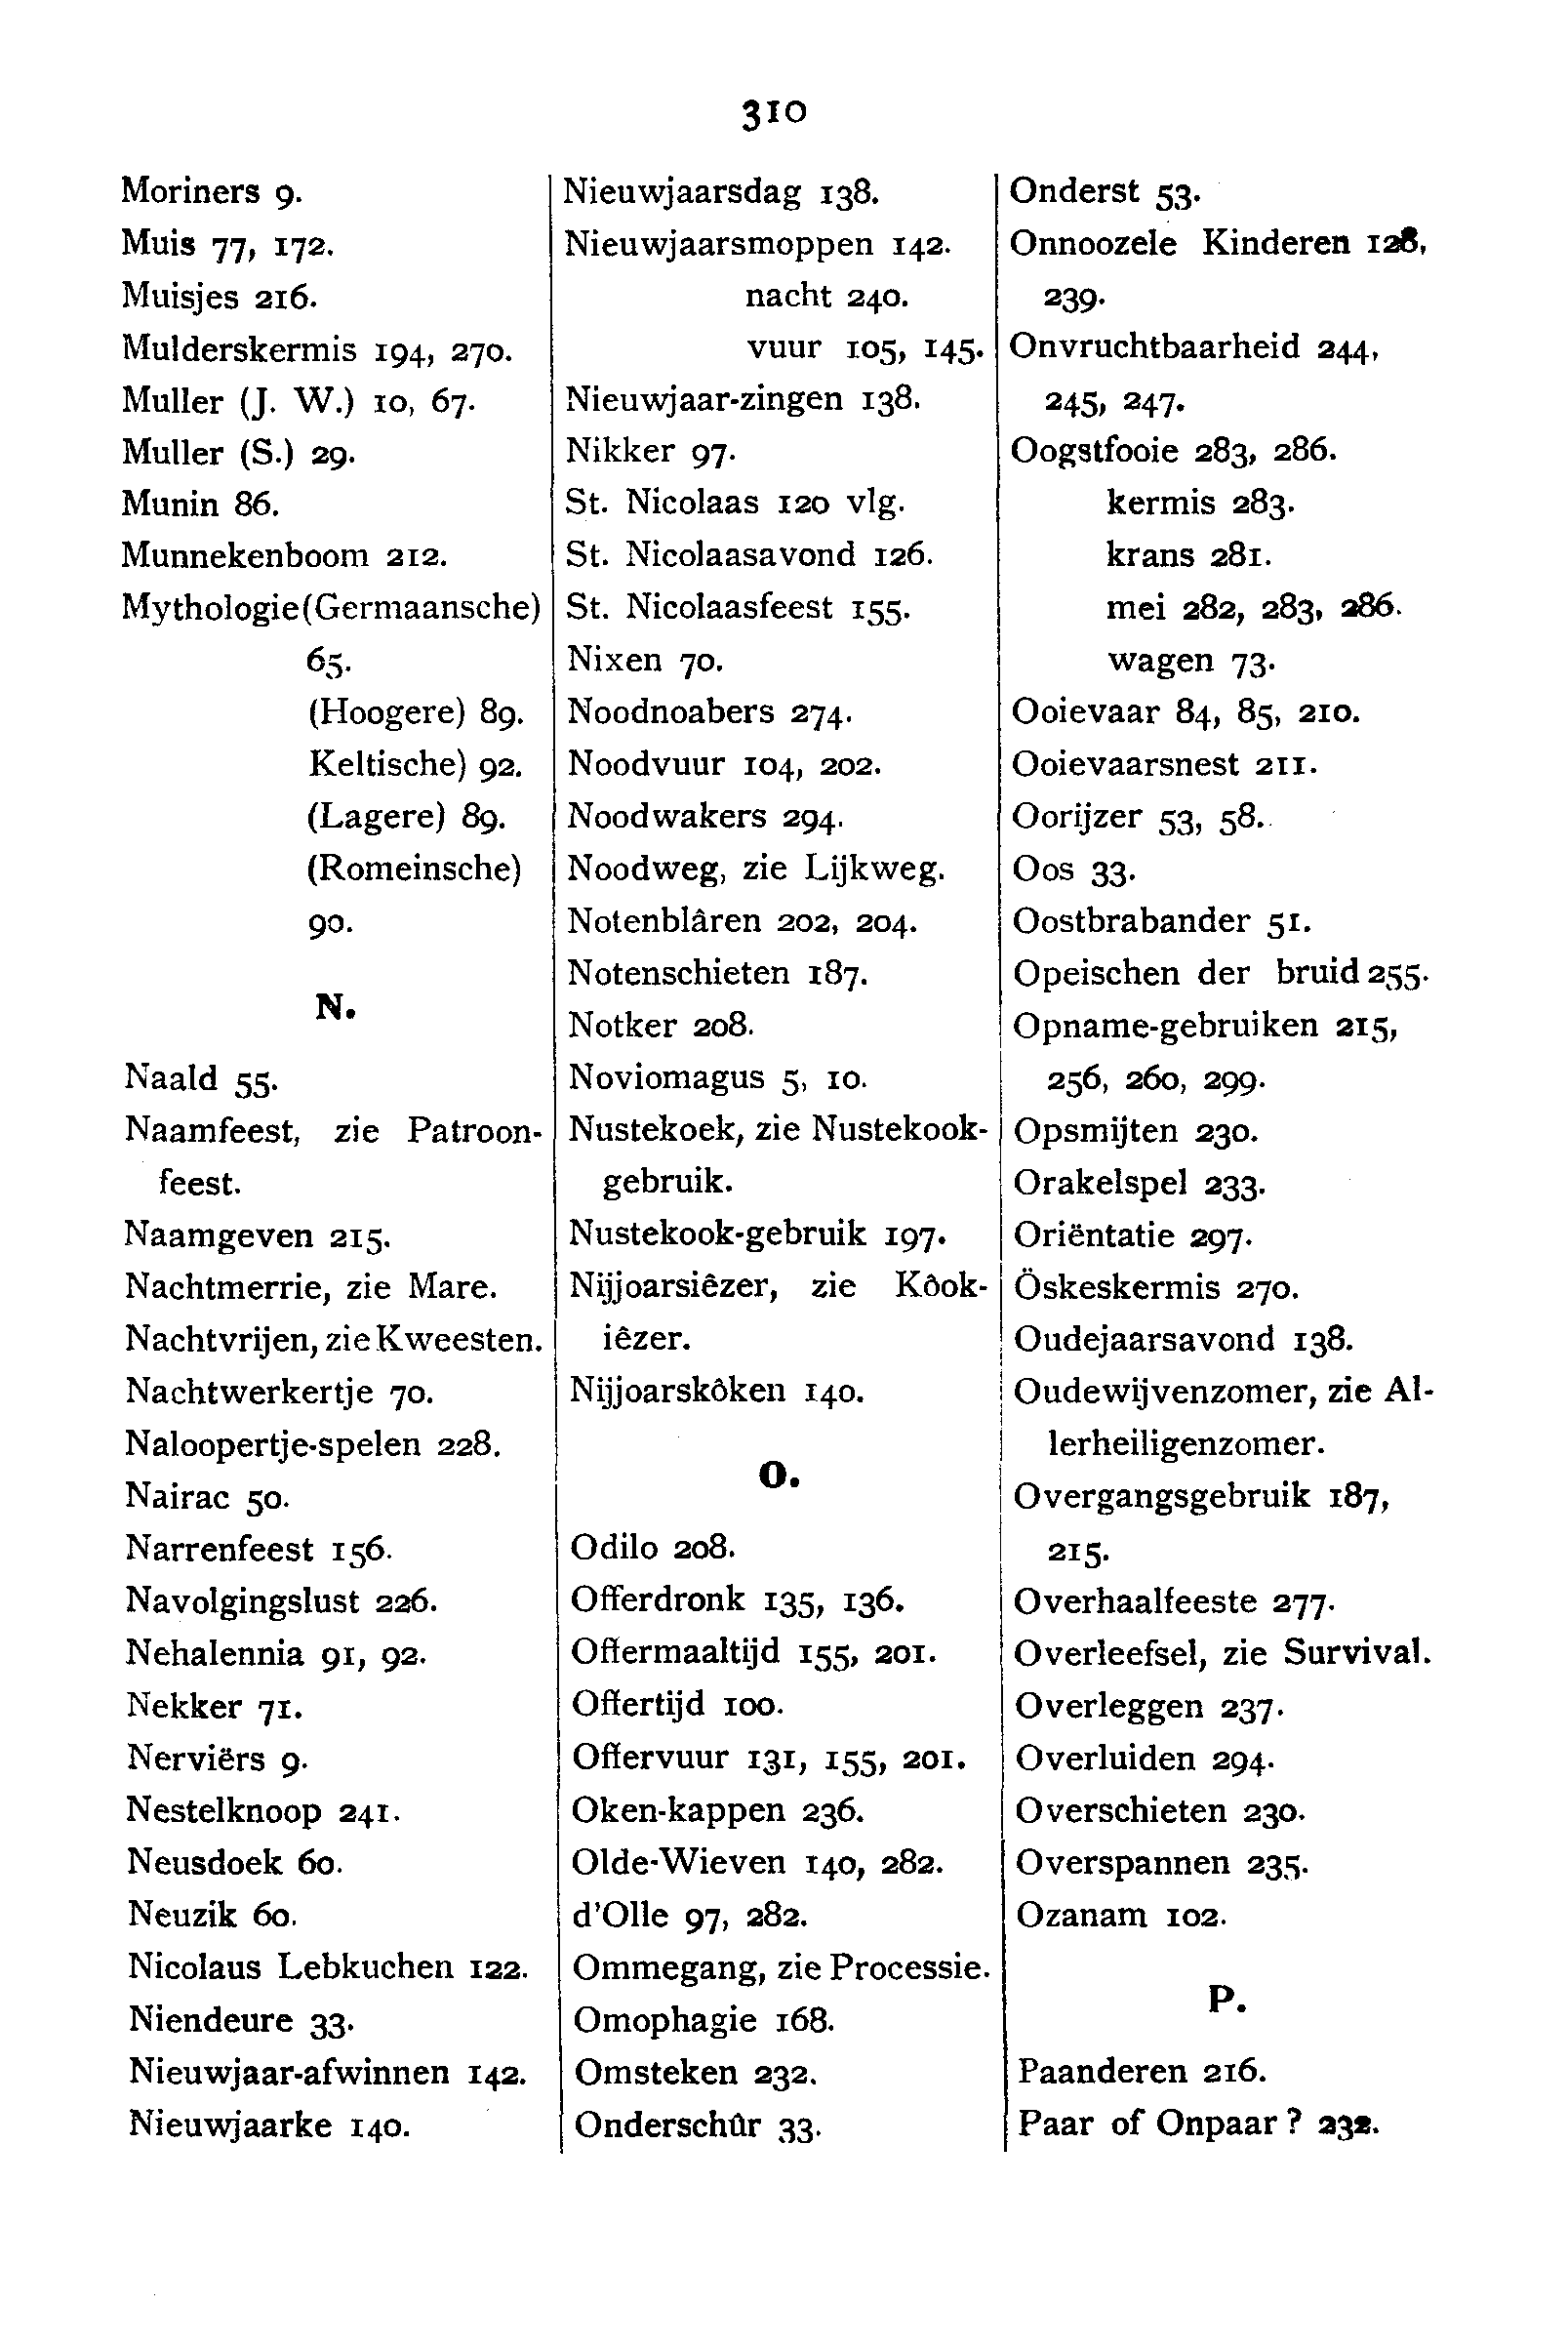 310
Moriners 9.
Muis 77, 172.
Muisjes 216.
Mulderskermis 194, 270.
Muller (J. W.) 10, 67.
Muller (S.) 29.
Munin 86.
Munnekenboom 212.
Mythologie (Germaansche)
65.
(Hoogere) 89.
Keltische) 92.
(Lagere) 89.
(Romeinsche)
90.
N.
Naald 55.
Naamfeest, zie Patroon-
feest.
Naamgeven 215.
Nachtmerrie, zie Mare.
Nachtvrijen, zie Kweesten.
Nachtwerkertje 70.
Naloopertje-spelen 228.
Nairac 50.
Narrenfeest 156.
Navolgingslust 226.
Nehalennia 91, 92.
Nekker 71.
Nerviërs 9.
Nestelknoop 241.
Neusdoek 60.
Neuzik 60.
Nicolaus Lebkuchen 122.
Niendeure 33.
Nieuwjaar-afwinnen 142.
Nieuwjaarke 140.
Nieuwjaarsdag 138.
Nieuwjaarsmoppen 142.
nacht 240.
vuur 105, 145.
Nieuwjaar-zingen 138.
Nikker 97.
St. Nicolaas 120 vlg.
St. Nicolaasavond 126.
St. Nicolaasfeest 155.
Nixen 70.
Noodnoabers 274.
Noodvuur 104, 202.
Noodwakers 294.
Noodweg, zie Lijkweg.
Notenblâren 202, 204.
Notenschieten 187.
Notker 208.
Noviomagus 5, 10.
Nustekoek, zie Nustekook-
gebruik.
Nustekook-gebruik 197.
Nijjoarsiêzer, zie Kôok-
iêzer.
Nijjoarskôken 140.
O.
Odilo 208.
Offerdronk 135, 136.
Offermaaltijd 155, 201.
Offertijd 100.
Offervuur 131, 155, 201.
Oken-kappen 236.
Olde-Wieven 140, 282.
d'Olle 97, 282.
Ommegang, zie Processie.
Omophagie 168.
Omsteken 232.
Onderschûr 33.
Onderst 53.
Onnoozele Kinderen 128,
239.
Onvruchtbaarheid 244,
245, 247.
Oogstfooie 283, 286.
kermis 283.
krans 281.
mei 282, 283, 286.
wagen 73.
Ooievaar 84, 85, 210.
Ooievaarsnest 211.
Oorijzer 53, 58.
Oos 33.
Oostbrabander 51.
Opeischen der bruid 255.
Opname-gebruiken 215,
256, 260, 299.
Opsmijten 230.
Orakelspel 233.
Oriëntatie 297.
Öskeskermis 270.
Oudejaarsavond 138.
Oudewijvenzomer, zie Al-
lerheiligenzomer.
Overgangsgebruik 187,
215.
Overhaalfeeste 277.
Overleefsel, zie Survival.
Overleggen 237.
Overluiden 294.
Overschieten 230.
Overspannen 235.
Ozanam 102.
P.
Paanderen 216.
Paar of Onpaar ? 232.